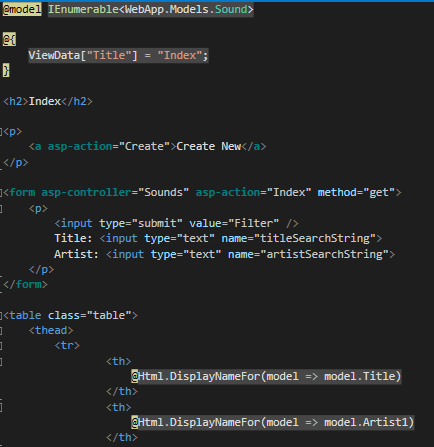 @model IEnumerable<WebApp.Models.Sound>
@{
ViewData["Title"] = "Index";
}
<h2>Index</h2>
<p>
<a asp-action="Create">Create New</a>
</p>
<form asp-controller="Sounds" asp-action="Index" method="get">
<p>
<input type="submit" value="Filter" />
Title: <input type="text" name="titleSearchString">
Artist: <input type="text" name="artistSearchString">
</p>
</form>
<table class="table">
<thead>
<tr>
<th>
@Html.DisplayNameFor(model => model.Title)
</th>
<th>
@Html.DisplayNameFor(model => model.Artist1)
</th>